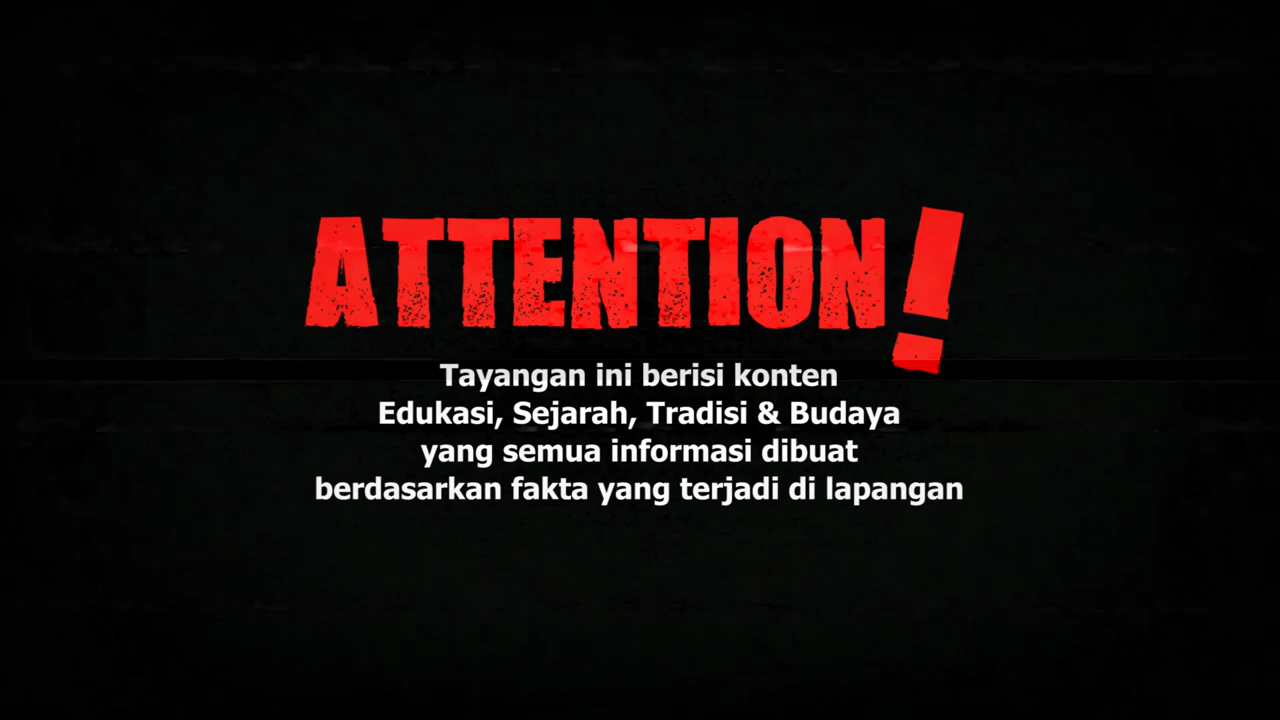 ATTENTION!
Tayangan ini berisi konten
Edukasi, Sejarah, Tradisi & Budaya
yang semua informasi dibuat
berdasarkan fakta yang terjadi di lapangan